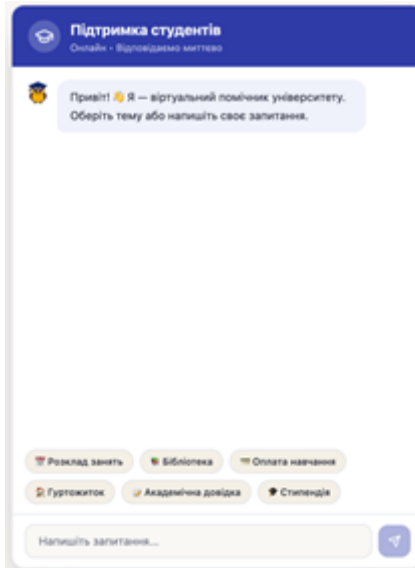 Підтримка студентів
Онлайн • Відповідаємо миттєво
Привіт! 👋 Я — віртуальний помічник університету.
Оберіть тему або напишіть своє запитання.
Розклад занять
Бібліотека
Оплата навчання
Гуртожиток
Академічна довідка
Стипендія
Напишіть запитання...